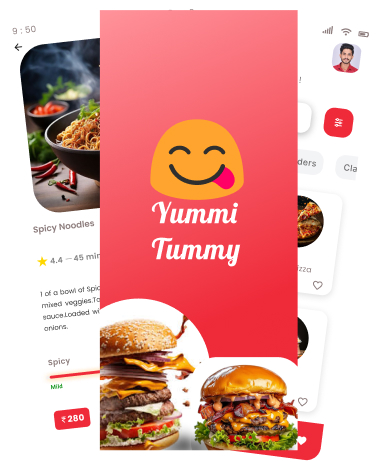 9:50
Yummi
Tummy
Spicy Noodles
4.4 — 45 min
1 of a bowl of Spic
mixed veggies.To
sauce.Loaded wi
onions.
Spicy
Mild
₹280
!
ders
Cla
izza